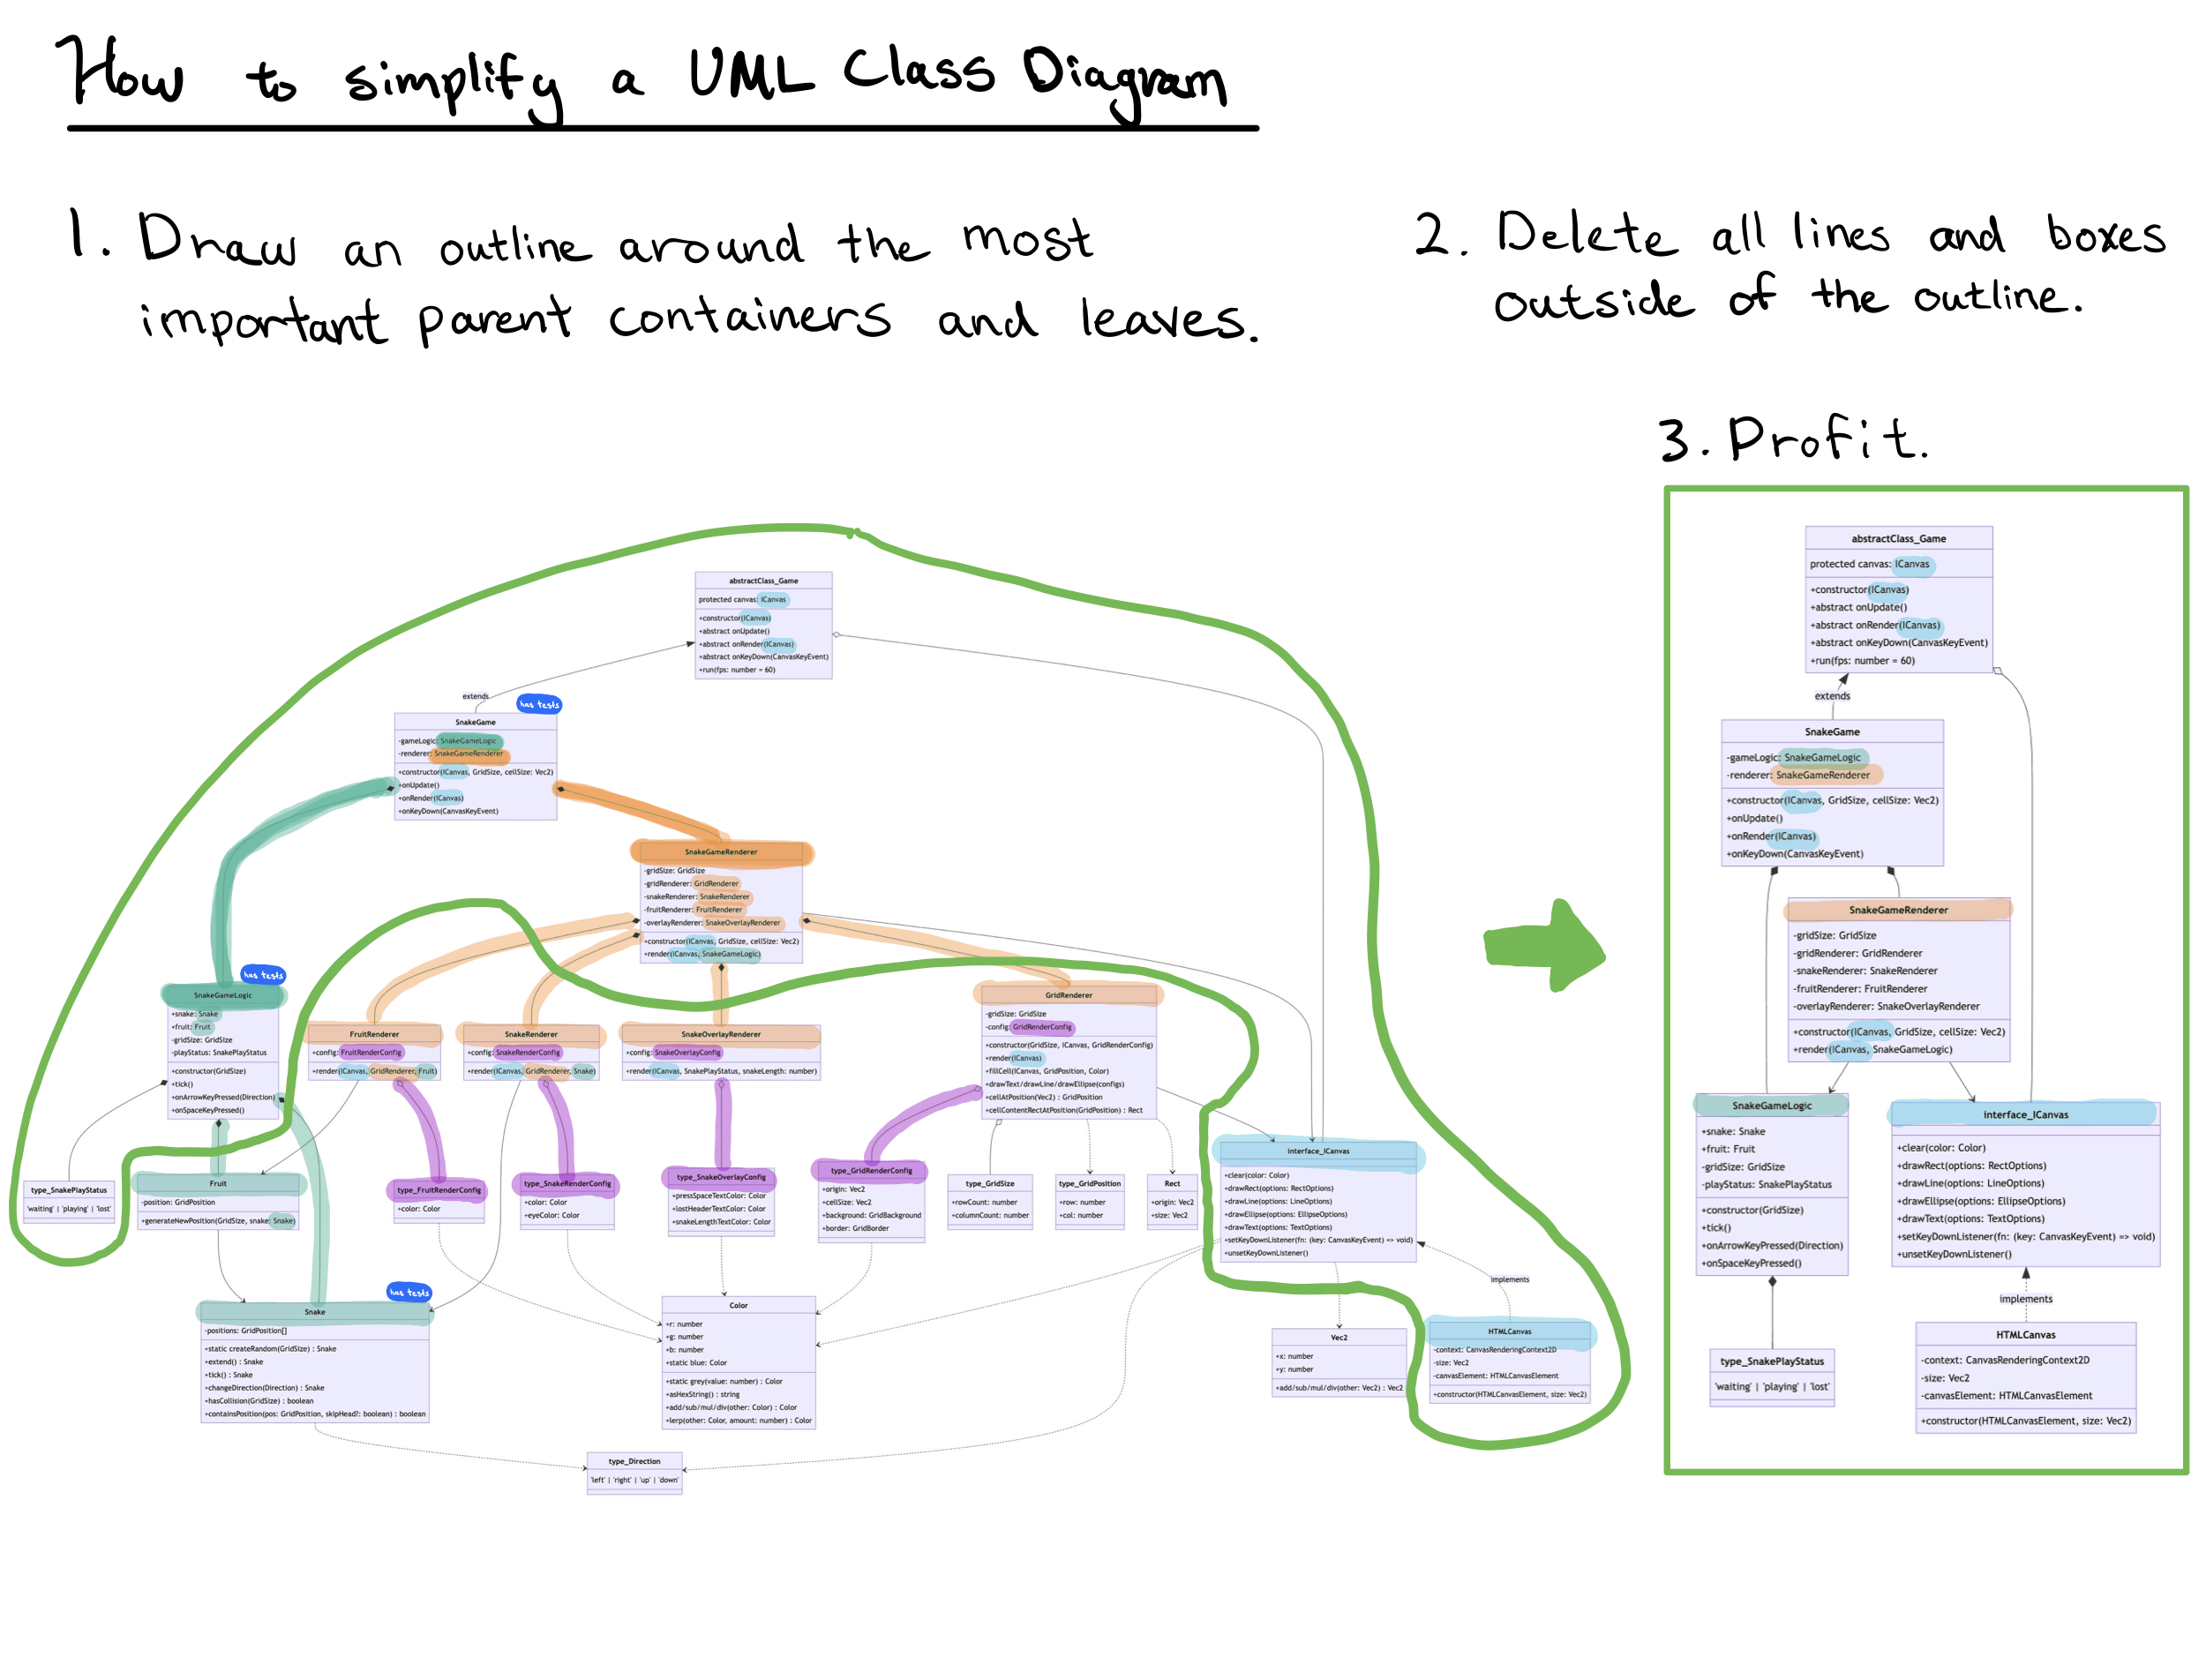 How to simplify a UML Class Diagram
1. Draw an outline around the most
important parent containers and leaves.
2. Delete all lines and boxes
outside of the outline.
3. Profit.
abstractClass_Game
protected canvas: ICanvas
+constructor(ICanvas)
+abstract onUpdate()
+abstract onRender(ICanvas)
+abstract onKeyDown(CanvasKeyEvent)
+run(fps: number = 60)
extends
has tests
SnakeGame
-gameLogic: SnakeGameLogic
-renderer: SnakeGameRenderer
+constructor(ICanvas, GridSize, cellSize: Vec2)
+onUpdate()
+onRender(ICanvas)
+onKeyDown(CanvasKeyEvent)
SnakeGameRenderer
-gridSize: GridSize
-gridRenderer: GridRenderer
-snakeRenderer: SnakeRenderer
-fruitRenderer: FruitRenderer
-overlayRenderer: SnakeOverlayRenderer
+constructor(ICanvas, GridSize, cellSize: Vec2)
+render(ICanvas, SnakeGameLogic)
has tests
SnakeGameLogic
+snake: Snake
+fruit: Fruit
-gridSize: GridSize
-playStatus: SnakePlayStatus
+constructor(GridSize)
+tick()
+onArrowKeyPressed(Direction)
+onSpaceKeyPressed()
FruitRenderer
+config: FruitRenderConfig
+render(ICanvas, GridRenderer, Fruit)
SnakeRenderer
+config: SnakeRenderConfig
+render(ICanvas, GridRenderer, Snake)
SnakeOverlayRenderer
+config: SnakeOverlayConfig
+render(ICanvas, SnakePlayStatus, snakeLength: number)
GridRenderer
-gridSize: GridSize
-config: GridRenderConfig
+constructor(GridSize, ICanvas, GridRenderConfig)
+render(ICanvas)
+fillCell(ICanvas, GridPosition, Color)
+drawText/drawLine/drawEllipse(configs)
+cellAtPosition(Vec2) : GridPosition
+cellContentRectAtPosition(GridPosition) : Rect
type_SnakePlayStatus
'waiting' | 'playing' | 'lost'
Fruit
-position: GridPosition
+generateNewPosition(GridSize, snake: Snake)
type_FruitRenderConfig
+color: Color
type_SnakeRenderConfig
+color: Color
+eyeColor: Color
type_SnakeOverlayConfig
+pressSpaceTextColor: Color
+lostHeaderTextColor: Color
+snakeLengthTextColor: Color
type_GridRenderConfig
+origin: Vec2
+cellSize: Vec2
+background: GridBackground
+border: GridBorder
type_GridSize
+rowCount: number
+columnCount: number
type_GridPosition
+row: number
+col: number
Rect
+origin: Vec2
+size: Vec2
interface_ICanvas
+clear(color: Color)
+drawRect(options: RectOptions)
+drawLine(options: LineOptions)
+drawEllipse(options: EllipseOptions)
+drawText(options: TextOptions)
+setKeyDownListener(fn: (key: CanvasKeyEvent) => void)
+unsetKeyDownListener()
implements
has tests
Snake
-positions: GridPosition[]
+static createRandom(GridSize) : Snake
+extend() : Snake
+tick() : Snake
+changeDirection(Direction) : Snake
+hasCollision(GridSize) : boolean
+containsPosition(pos: GridPosition, skipHead?: boolean) : boolean
Color
+r: number
+g: number
+b: number
+static blue: Color
+static grey(value: number) : Color
+asHexString() : string
+add/sub/mul/div(other: Color) : Color
+lerp(other: Color, amount: number) : Color
Vec2
+x: number
+y: number
+add/sub/mul/div(other: Vec2) : Vec2
HTMLCanvas
-context: CanvasRenderingContext2D
-size: Vec2
-canvasElement: HTMLCanvasElement
+constructor(HTMLCanvasElement, size: Vec2)
type_Direction
'left' | 'right' | 'up' | 'down'
abstractClass_Game
protected canvas: ICanvas
+constructor(ICanvas)
+abstract onUpdate()
+abstract onRender(ICanvas)
+abstract onKeyDown(CanvasKeyEvent)
+run(fps: number = 60)
extends
SnakeGame
-gameLogic: SnakeGameLogic
-renderer: SnakeGameRenderer
+constructor(ICanvas, GridSize, cellSize: Vec2)
+onUpdate()
+onRender(ICanvas)
+onKeyDown(CanvasKeyEvent)
SnakeGameRenderer
-gridSize: GridSize
-gridRenderer: GridRenderer
-snakeRenderer: SnakeRenderer
-fruitRenderer: FruitRenderer
-overlayRenderer: SnakeOverlayRenderer
+constructor(ICanvas, GridSize, cellSize: Vec2)
+render(ICanvas, SnakeGameLogic)
SnakeGameLogic
+snake: Snake
+fruit: Fruit
-gridSize: GridSize
-playStatus: SnakePlayStatus
+constructor(GridSize)
+tick()
+onArrowKeyPressed(Direction)
+onSpaceKeyPressed()
interface_ICanvas
+clear(color: Color)
+drawRect(options: RectOptions)
+drawLine(options: LineOptions)
+drawEllipse(options: EllipseOptions)
+drawText(options: TextOptions)
+setKeyDownListener(fn: (key: CanvasKeyEvent) => void)
+unsetKeyDownListener()
implements
type_SnakePlayStatus
'waiting' | 'playing' | 'lost'
HTMLCanvas
-context: CanvasRenderingContext2D
-size: Vec2
-canvasElement: HTMLCanvasElement
+constructor(HTMLCanvasElement, size: Vec2)